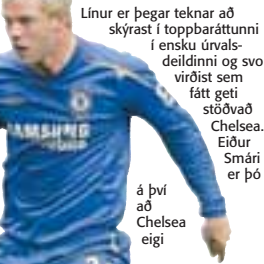 Línur er þegar teknar að
skýrast í toppbaráttunni
í ensku úrvals-
deildinni og svo
virðist sem
fátt geti
stöðvað
Chelsea.
Eiður
Smári
er þó
á því
að
Chelsea
eigi
SAMSUNG